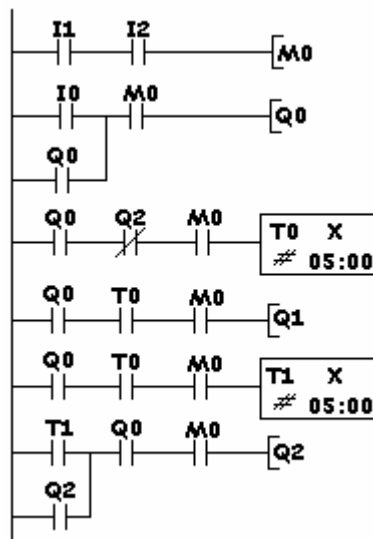 I1 I2
M0
I0 M0
Q0
Q0
Q0 Q2 M0
T0 X
05:00
Q0 T0 M0
Q1
Q0 T0 M0
T1 X
05:00
T1 Q0 M0
Q2
Q2